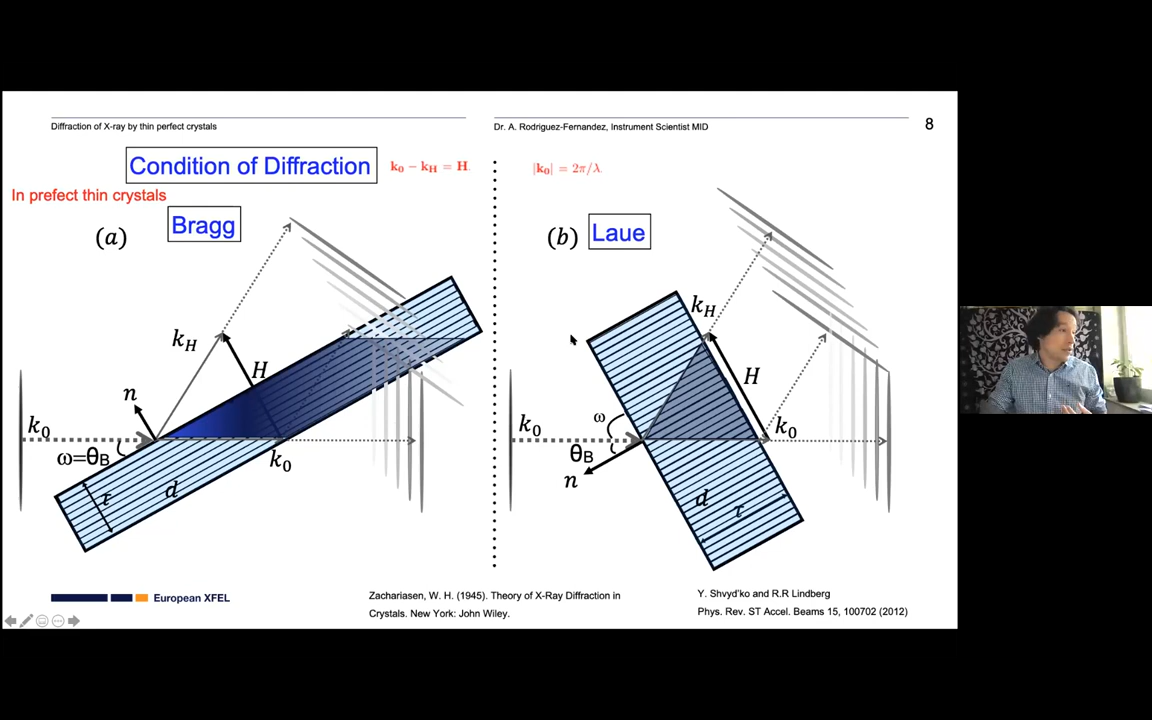 Diffraction of X-ray by thin perfect crystals
Dr. A. Rodriguez-Fernandez, Instrument Scientist MID
8
Condition of Diffraction
k₀ − k_H = H.
|k₀| = 2π/λ.
In prefect thin crystals
Bragg
(a)
k_H
H
n
k₀
ω=θ_B
k₀
τ
d
(b)
Laue
k_H
H
ω
k₀
k₀
θ_B
n
d
τ
European XFEL
Zachariasen, W. H. (1945). Theory of X-Ray Diffraction in
Crystals. New York: John Wiley.
Y. Shvyd'ko and R.R Lindberg
Phys. Rev. ST Accel. Beams 15, 100702 (2012)